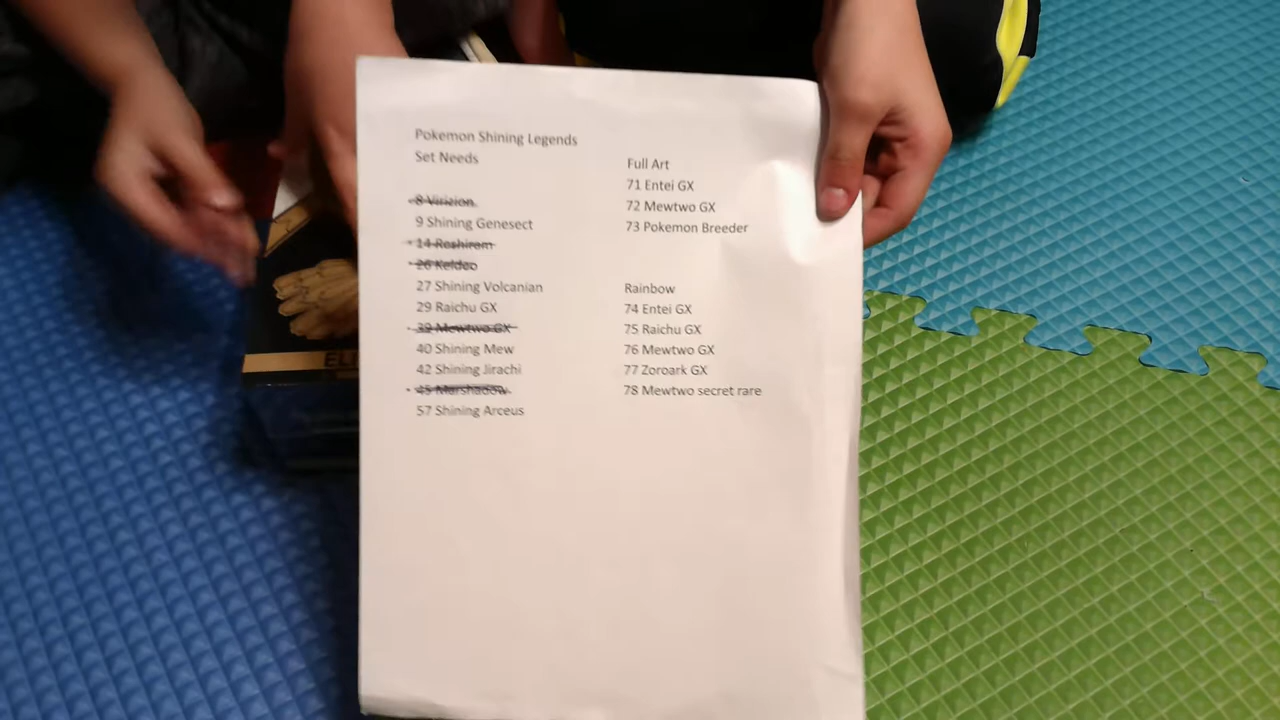 Pokemon Shining Legends
Set Needs
8 Virizion
9 Shining Genesect
14 Reshiram
26 Keldeo
27 Shining Volcanian
29 Raichu GX
39 Mewtwo GX
40 Shining Mew
42 Shining Jirachi
45 Marshadow
57 Shining Arceus
Full Art
71 Entei GX
72 Mewtwo GX
73 Pokemon Breeder
Rainbow
74 Entei GX
75 Raichu GX
76 Mewtwo GX
77 Zoroark GX
78 Mewtwo secret rare